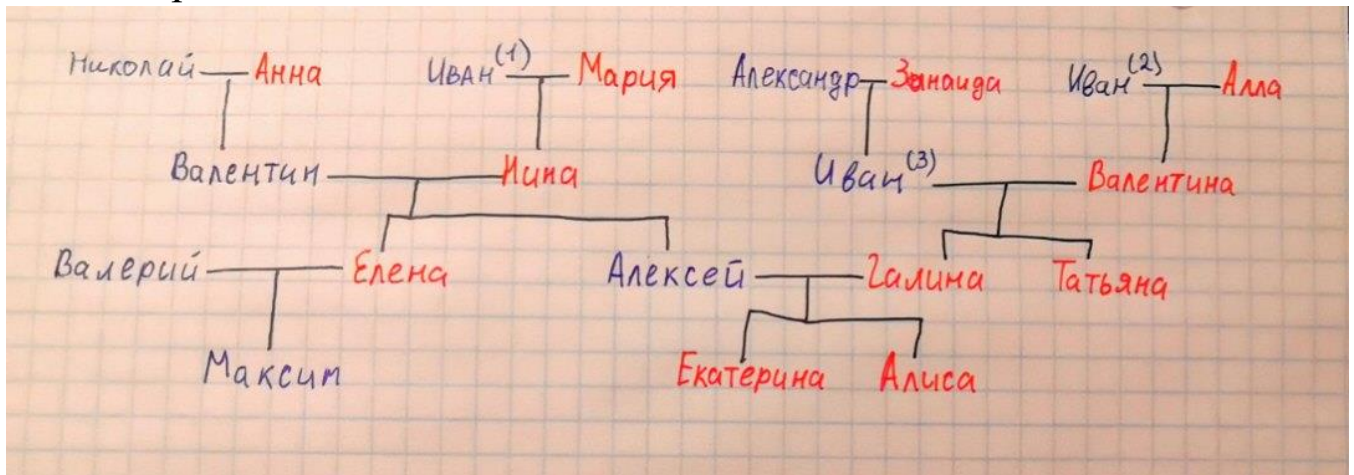 Николай Анна Иван (1) Мария Александр Зинаида Иван (2) Алла
Валентин Нина Иван (3) Валентина
Валерий Елена Алексей Галина Татьяна
Максим Екатерина Алиса